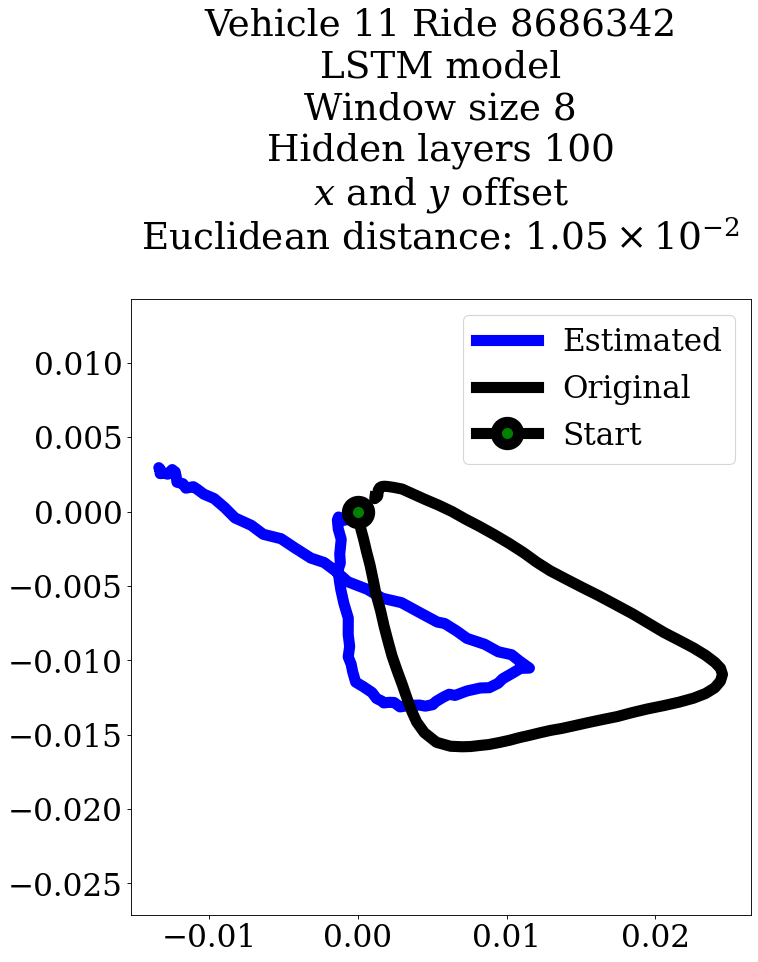 Vehicle 11 Ride 8686342
LSTM model
Window size 8
Hidden layers 100
x and y offset
Euclidean distance: 1.05 × 10⁻²
Estimated
Original
Start
0.010
0.005
0.000
−0.005
−0.010
−0.015
−0.020
−0.025
−0.01 0.00 0.01 0.02